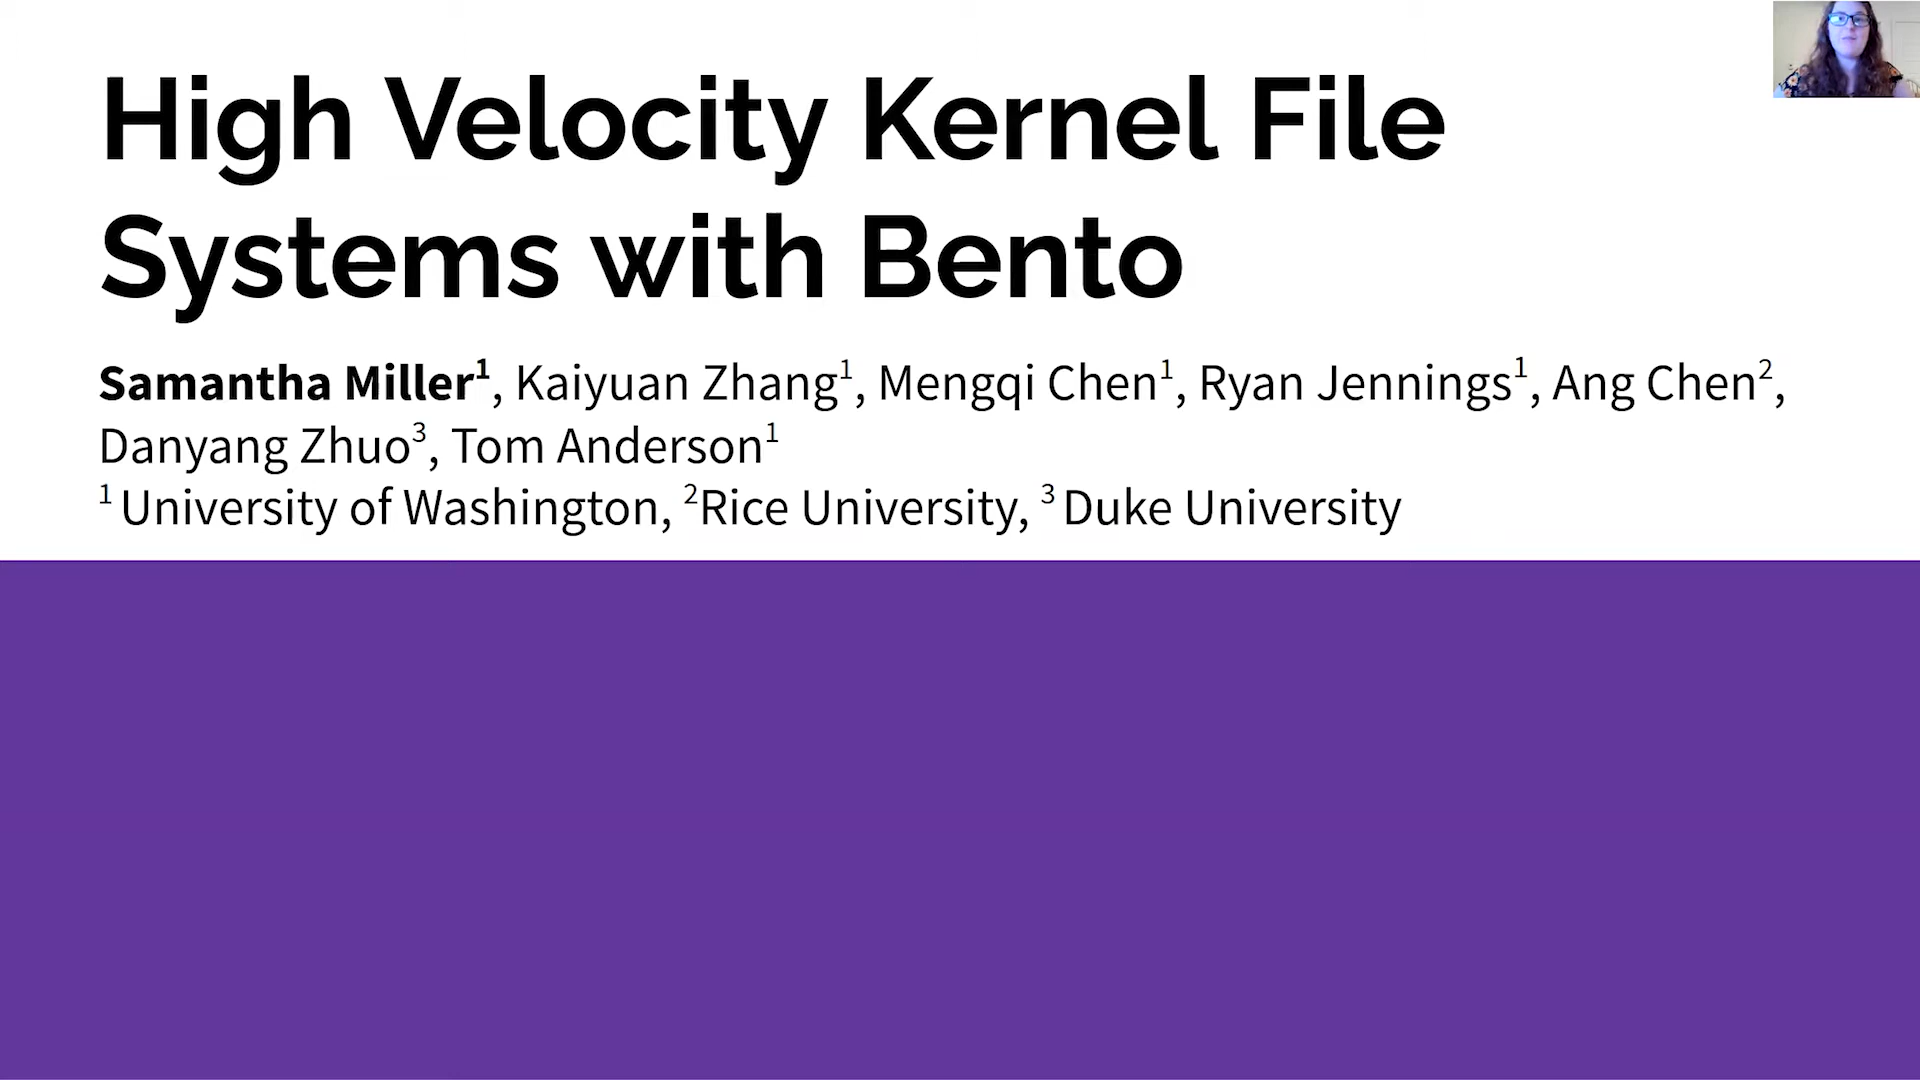 High Velocity Kernel File
Systems with Bento
Samantha Miller¹, Kaiyuan Zhang¹, Mengqi Chen¹, Ryan Jennings¹, Ang Chen²,
Danyang Zhuo³, Tom Anderson¹
¹ University of Washington, ²Rice University, ³ Duke University